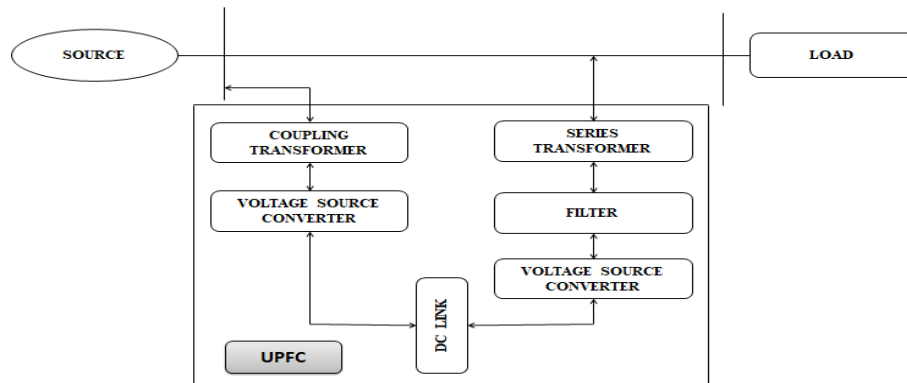 SOURCE
LOAD
COUPLING
TRANSFORMER
SERIES
TRANSFORMER
VOLTAGE SOURCE
CONVERTER
FILTER
VOLTAGE SOURCE
CONVERTER
DC LINK
UPFC